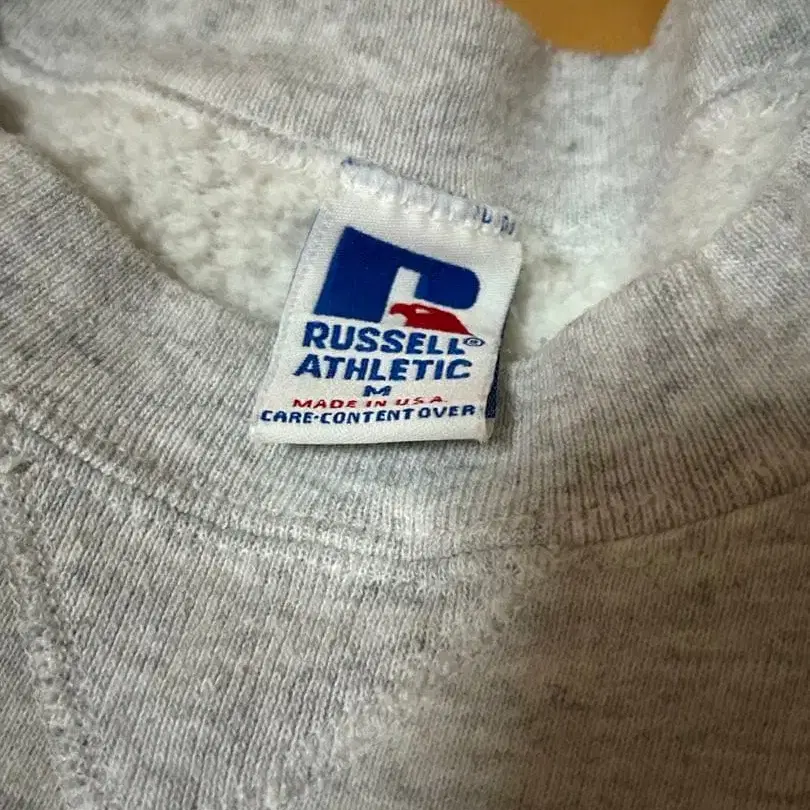 RUSSELL®
ATHLETIC
M
MADE IN U.S.A.
CARE-CONTENT OVER